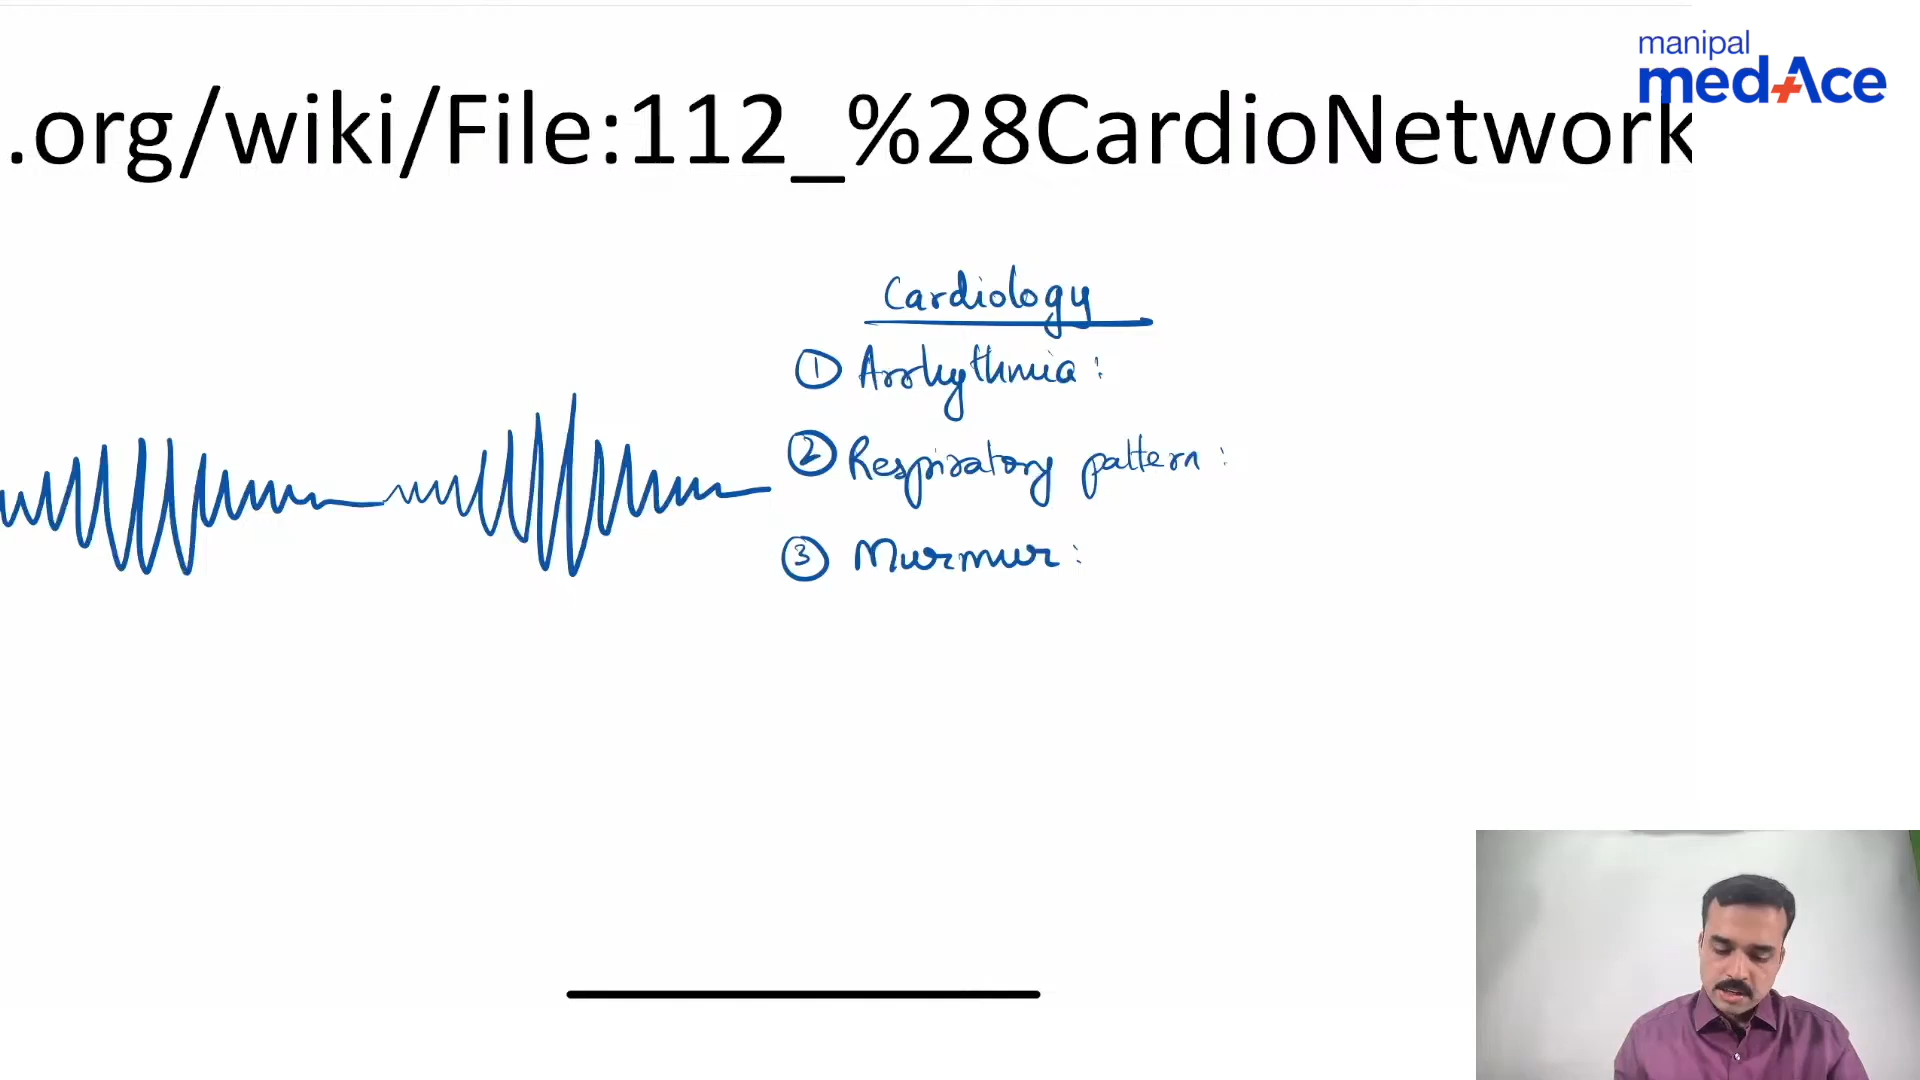 manipal
medAce
.org/wiki/File:112_%28CardioNetwork
Cardiology
① Arrhythmia:
② Respiratory pattern:
③ Murmur: